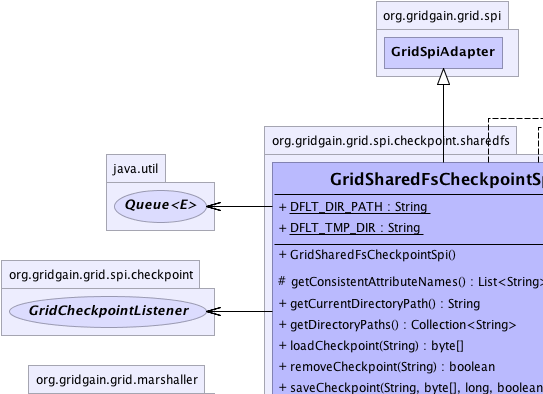 org.gridgain.grid.spi
GridSpiAdapter
org.gridgain.grid.spi.checkpoint.sharedfs
GridSharedFsCheckpointSp
+ DFLT_DIR_PATH : String
+ DFLT_TMP_DIR : String
+ GridSharedFsCheckpointSpi()
# getConsistentAttributeNames() : List<String>
+ getCurrentDirectoryPath() : String
+ getDirectoryPaths() : Collection<String>
+ loadCheckpoint(String) : byte[]
+ removeCheckpoint(String) : boolean
+ saveCheckpoint(String, byte[], long, boolean
java.util
Queue<E>
org.gridgain.grid.spi.checkpoint
GridCheckpointListener
org.gridgain.grid.marshaller